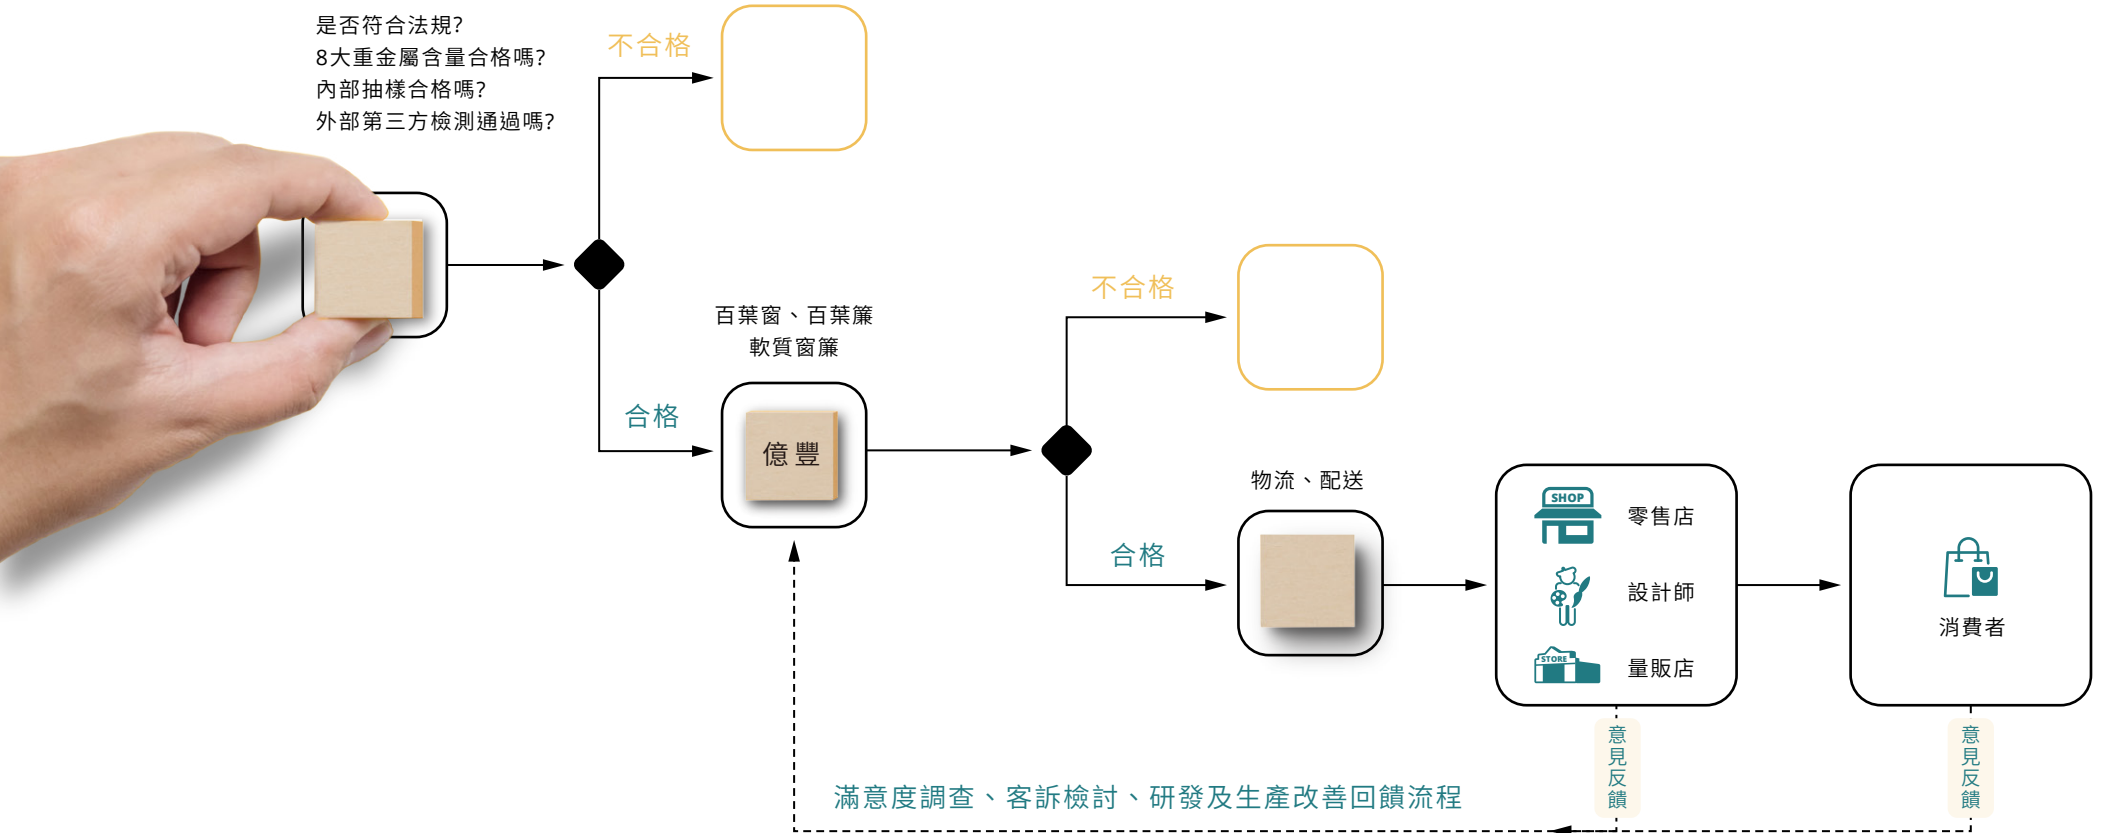 是否符合法規?
8大重金屬含量合格嗎?
內部抽樣合格嗎?
外部第三方檢測通過嗎?
不合格
合格
百葉窗、百葉簾
軟質窗簾
億豐
不合格
合格
物流、配送
SHOP
零售店
設計師
STORE
量販店
消費者
意見反饋
意見反饋
滿意度調查、客訴檢討、研發及生產改善回饋流程